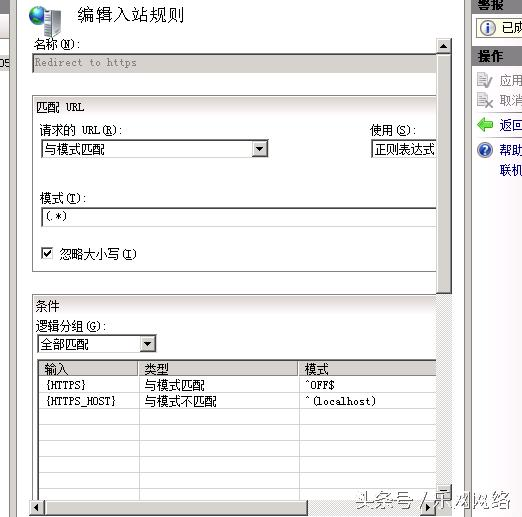 编辑入站规则
名称(N):
Redirect to https
匹配 URL
请求的 URL(R):
使用(S):
与模式匹配
正则表达式
模式(T):
(.*)
忽略大小写(I)
条件
逻辑分组(G):
全部匹配
输入 类型 模式
{HTTPS} 与模式匹配 ^OFF$
{HTTPS_HOST} 与模式不匹配 ^(localhost)
警报
已成
操作
应用
取消
返回
帮助
联机
05
头条号/乐网网络